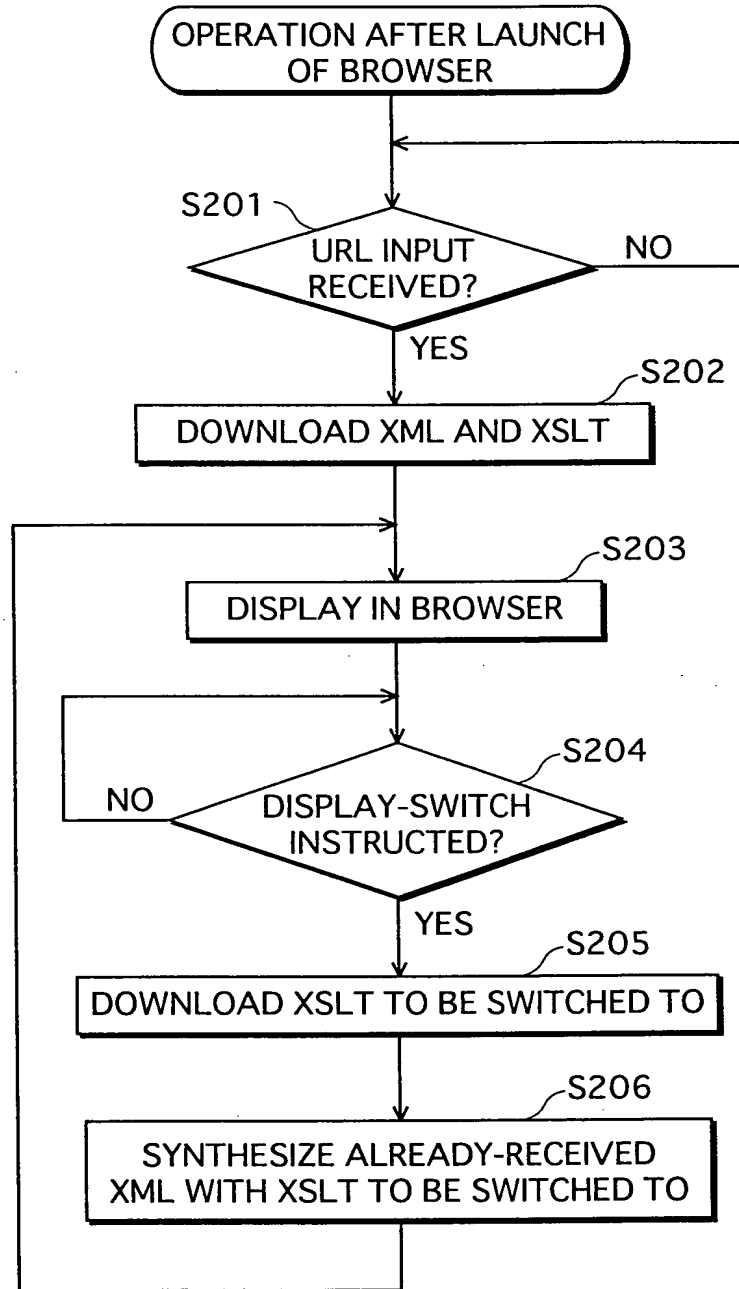 OPERATION AFTER LAUNCH
OF BROWSER
S201
URL INPUT
RECEIVED?
NO
YES
S202
DOWNLOAD XML AND XSLT
S203
DISPLAY IN BROWSER
S204
NO
DISPLAY-SWITCH
INSTRUCTED?
YES
S205
DOWNLOAD XSLT TO BE SWITCHED TO
S206
SYNTHESIZE ALREADY-RECEIVED
XML WITH XSLT TO BE SWITCHED TO